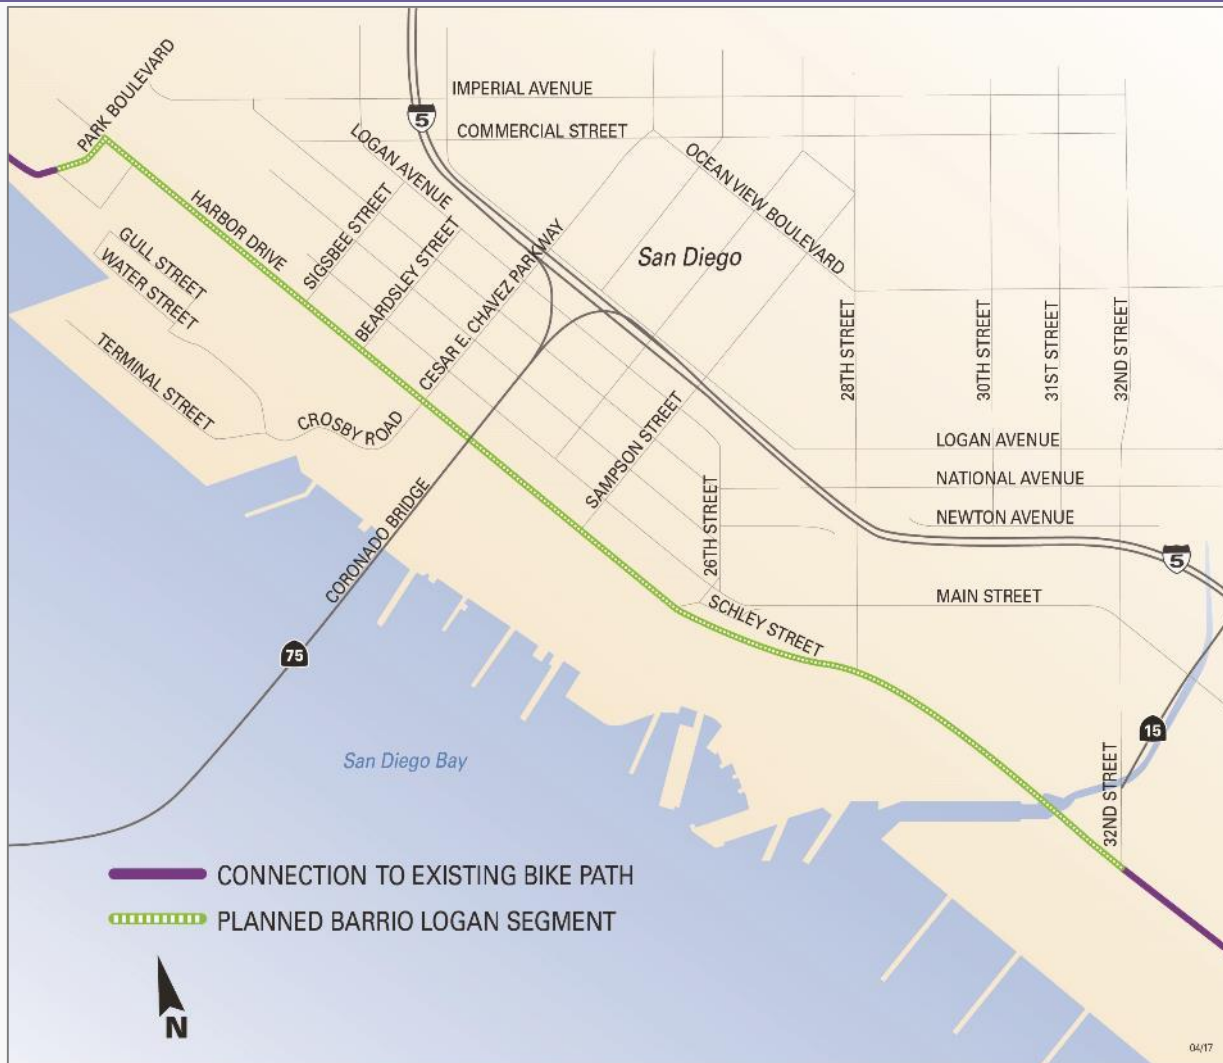 IMPERIAL AVENUE
5
COMMERCIAL STREET
PARK BOULEVARD
LOGAN AVENUE
OCEAN VIEW BOULEVARD
HARBOR DRIVE
SIGSBEE STREET
BEARDSLEY STREET
CESAR E. CHAVEZ PARKWAY
San Diego
GULL STREET
WATER STREET
TERMINAL STREET
CROSBY ROAD
28TH STREET
30TH STREET
31ST STREET
32ND STREET
LOGAN AVENUE
NATIONAL AVENUE
NEWTON AVENUE
SAMPSON STREET
26TH STREET
CORONADO BRIDGE
5
MAIN STREET
SCHLEY STREET
75
15
San Diego Bay
32ND STREET
CONNECTION TO EXISTING BIKE PATH
PLANNED BARRIO LOGAN SEGMENT
N
04/17